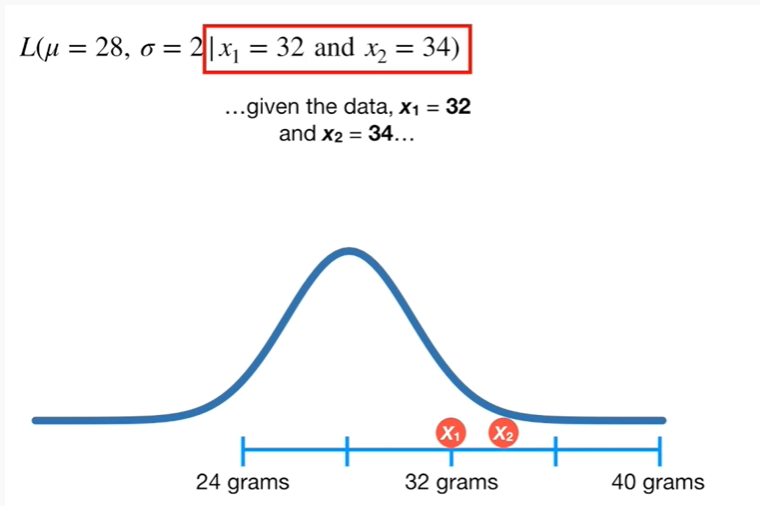 L(μ = 28, σ = 2|x₁ = 32 and x₂ = 34)
…given the data, x₁ = 32
and x₂ = 34…
X₁ X₂
24 grams 32 grams 40 grams